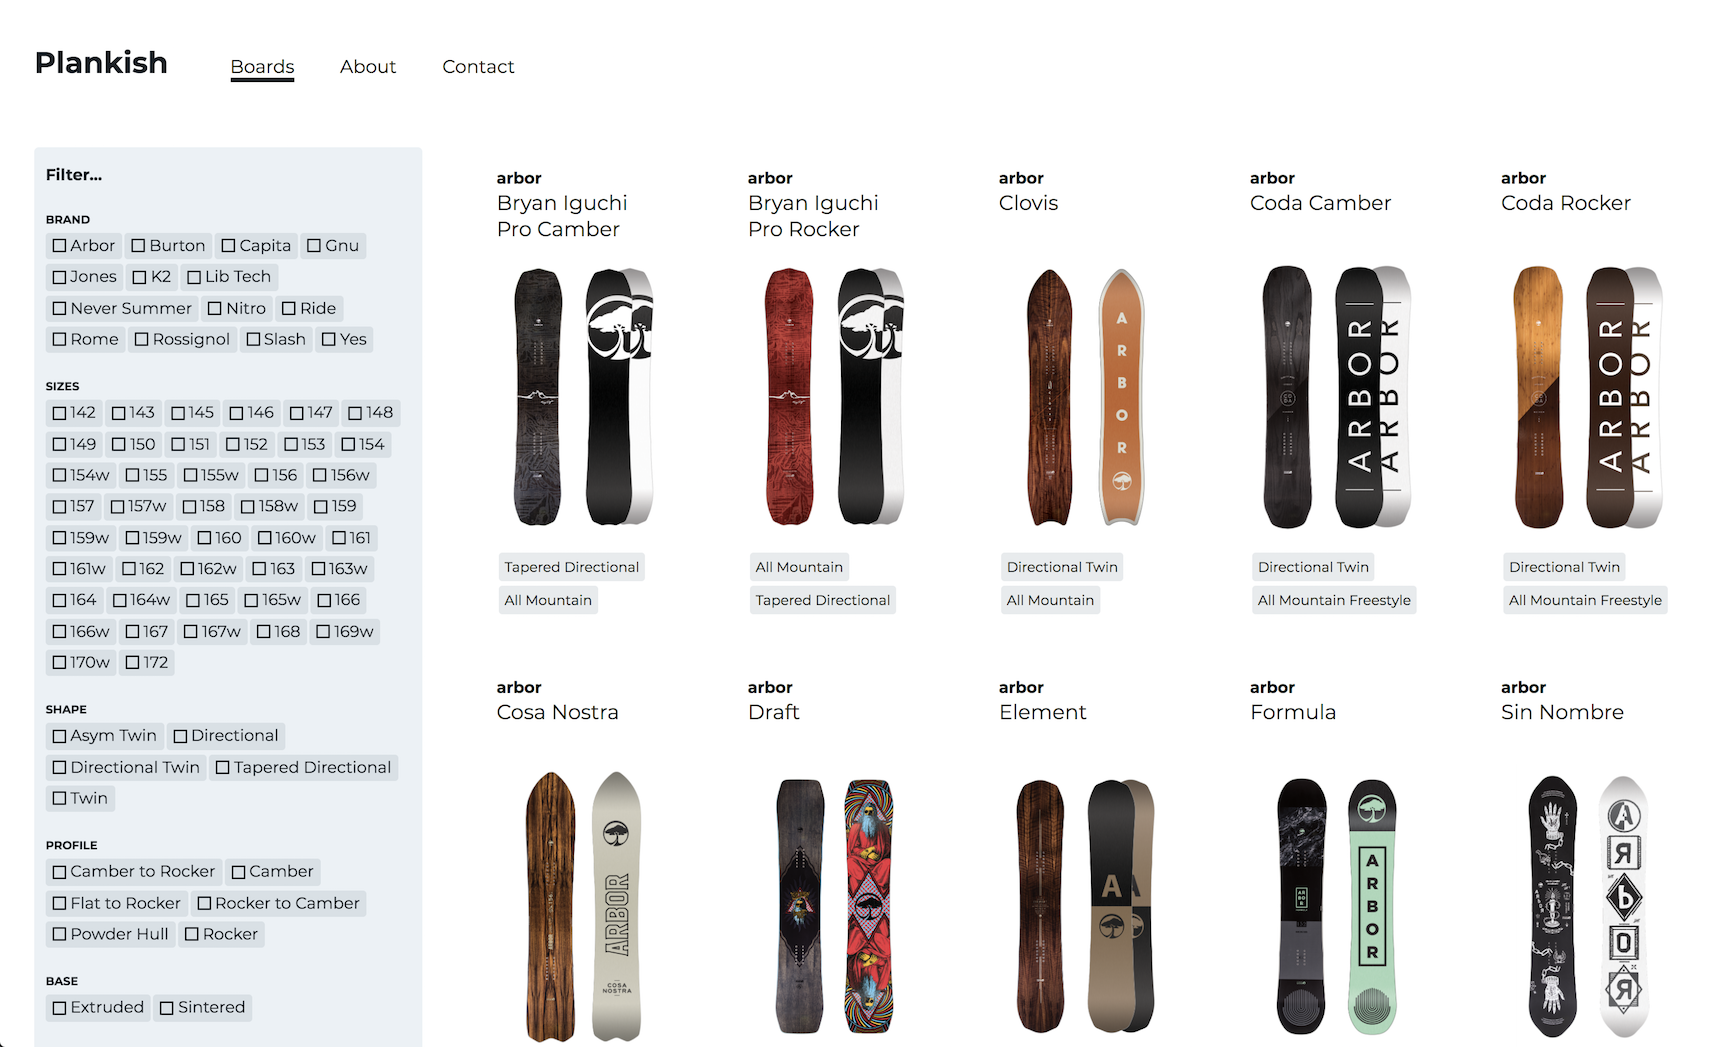 Plankish
Boards About Contact
Filter...
BRAND
Arbor Burton Capita Gnu
Jones K2 Lib Tech
Never Summer Nitro Ride
Rome Rossignol Slash Yes
SIZES
142 143 145 146 147 148
149 150 151 152 153 154
154w 155 155w 156 156w
157 157w 158 158w 159
159w 159w 160 160w 161
161w 162 162w 163 163w
164 164w 165 165w 166
166w 167 167w 168 169w
170w 172
SHAPE
Asym Twin Directional
Directional Twin Tapered Directional
Twin
PROFILE
Camber to Rocker Camber
Flat to Rocker Rocker to Camber
Powder Hull Rocker
BASE
Extruded Sintered
arbor
Bryan Iguchi
Pro Camber
Tapered Directional
All Mountain
arbor
Bryan Iguchi
Pro Rocker
All Mountain
Tapered Directional
arbor
Clovis
ARBOR
Directional Twin
All Mountain
arbor
Coda Camber
ARBOR
ARBOR
Directional Twin
All Mountain Freestyle
arbor
Coda Rocker
ARBOR
ARBOR
Directional Twin
All Mountain Freestyle
arbor
Cosa Nostra
ARBOR
COSA
NOSTRA
arbor
Draft
arbor
Element
A
A
arbor
Formula
ARBOR
arbor
Sin Nombre